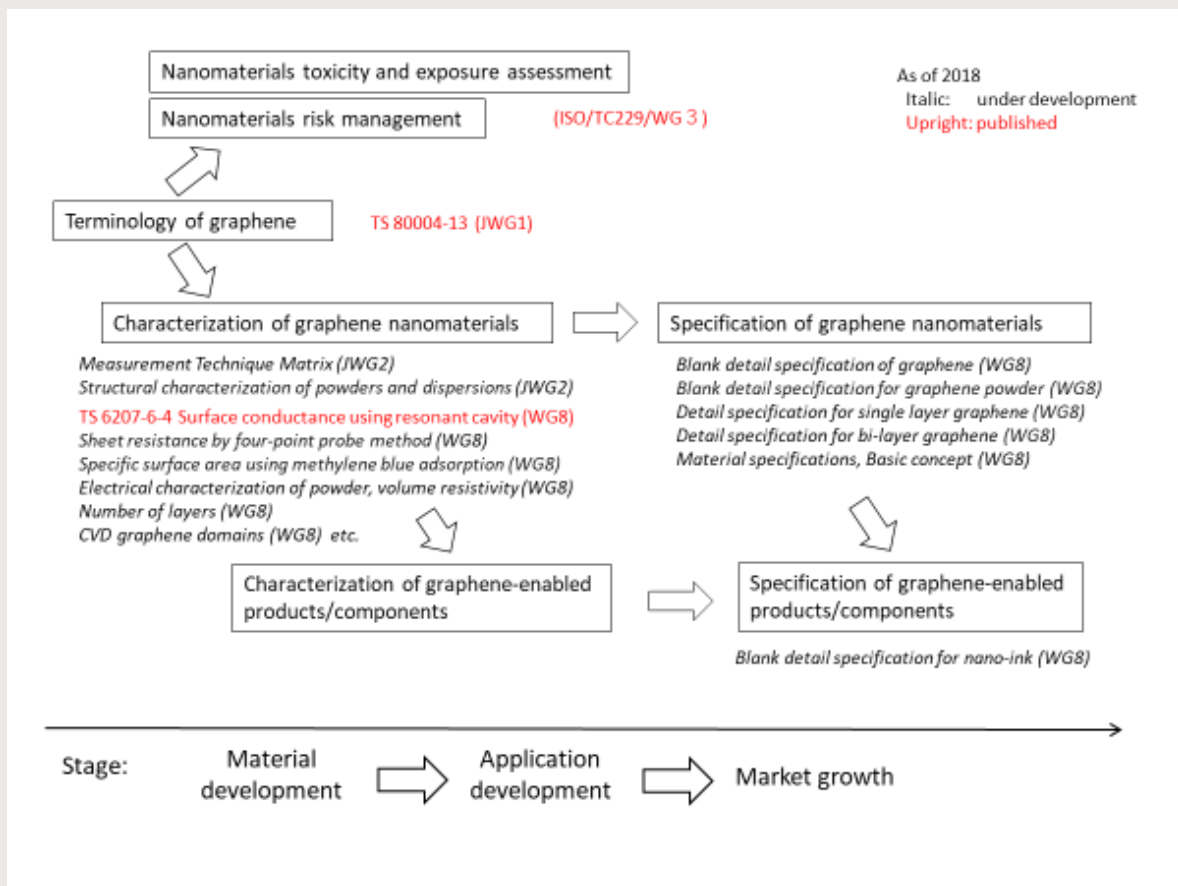 Nanomaterials toxicity and exposure assessment
Nanomaterials risk management
(ISO/TC229/WG 3 )
As of 2018
Italic: under development
Upright: published
Terminology of graphene
TS 80004-13 (JWG1)
Characterization of graphene nanomaterials
Measurement Technique Matrix (JWG2)
Structural characterization of powders and dispersions (JWG2)
TS 6207-6-4 Surface conductance using resonant cavity (WG8)
Sheet resistance by four-point probe method (WG8)
Specific surface area using methylene blue adsorption (WG8)
Electrical characterization of powder, volume resistivity (WG8)
Number of layers (WG8)
CVD graphene domains (WG8) etc.
Specification of graphene nanomaterials
Blank detail specification of graphene (WG8)
Blank detail specification for graphene powder (WG8)
Detail specification for single layer graphene (WG8)
Detail specification for bi-layer graphene (WG8)
Material specifications, Basic concept (WG8)
Characterization of graphene-enabled
products/components
Specification of graphene-enabled
products/components
Blank detail specification for nano-ink (WG8)
Stage:
Material
development
Application
development
Market growth